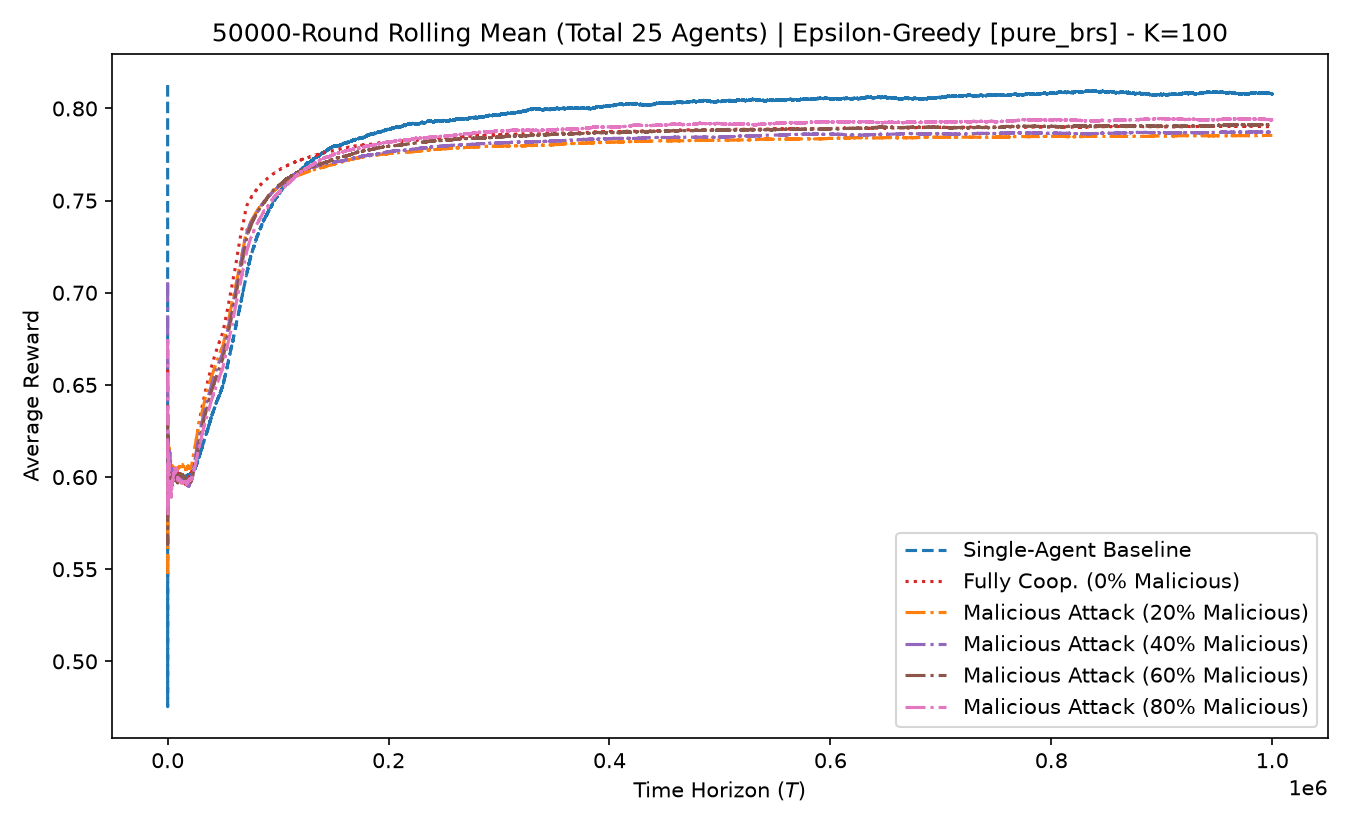 50000-Round Rolling Mean (Total 25 Agents) | Epsilon-Greedy [pure_brs] - K=100
Average Reward
0.80
0.75
0.70
0.65
0.60
0.55
0.50
Single-Agent Baseline
Fully Coop. (0% Malicious)
Malicious Attack (20% Malicious)
Malicious Attack (40% Malicious)
Malicious Attack (60% Malicious)
Malicious Attack (80% Malicious)
0.0 0.2 0.4 0.6 0.8 1.0
1e6
Time Horizon (T)